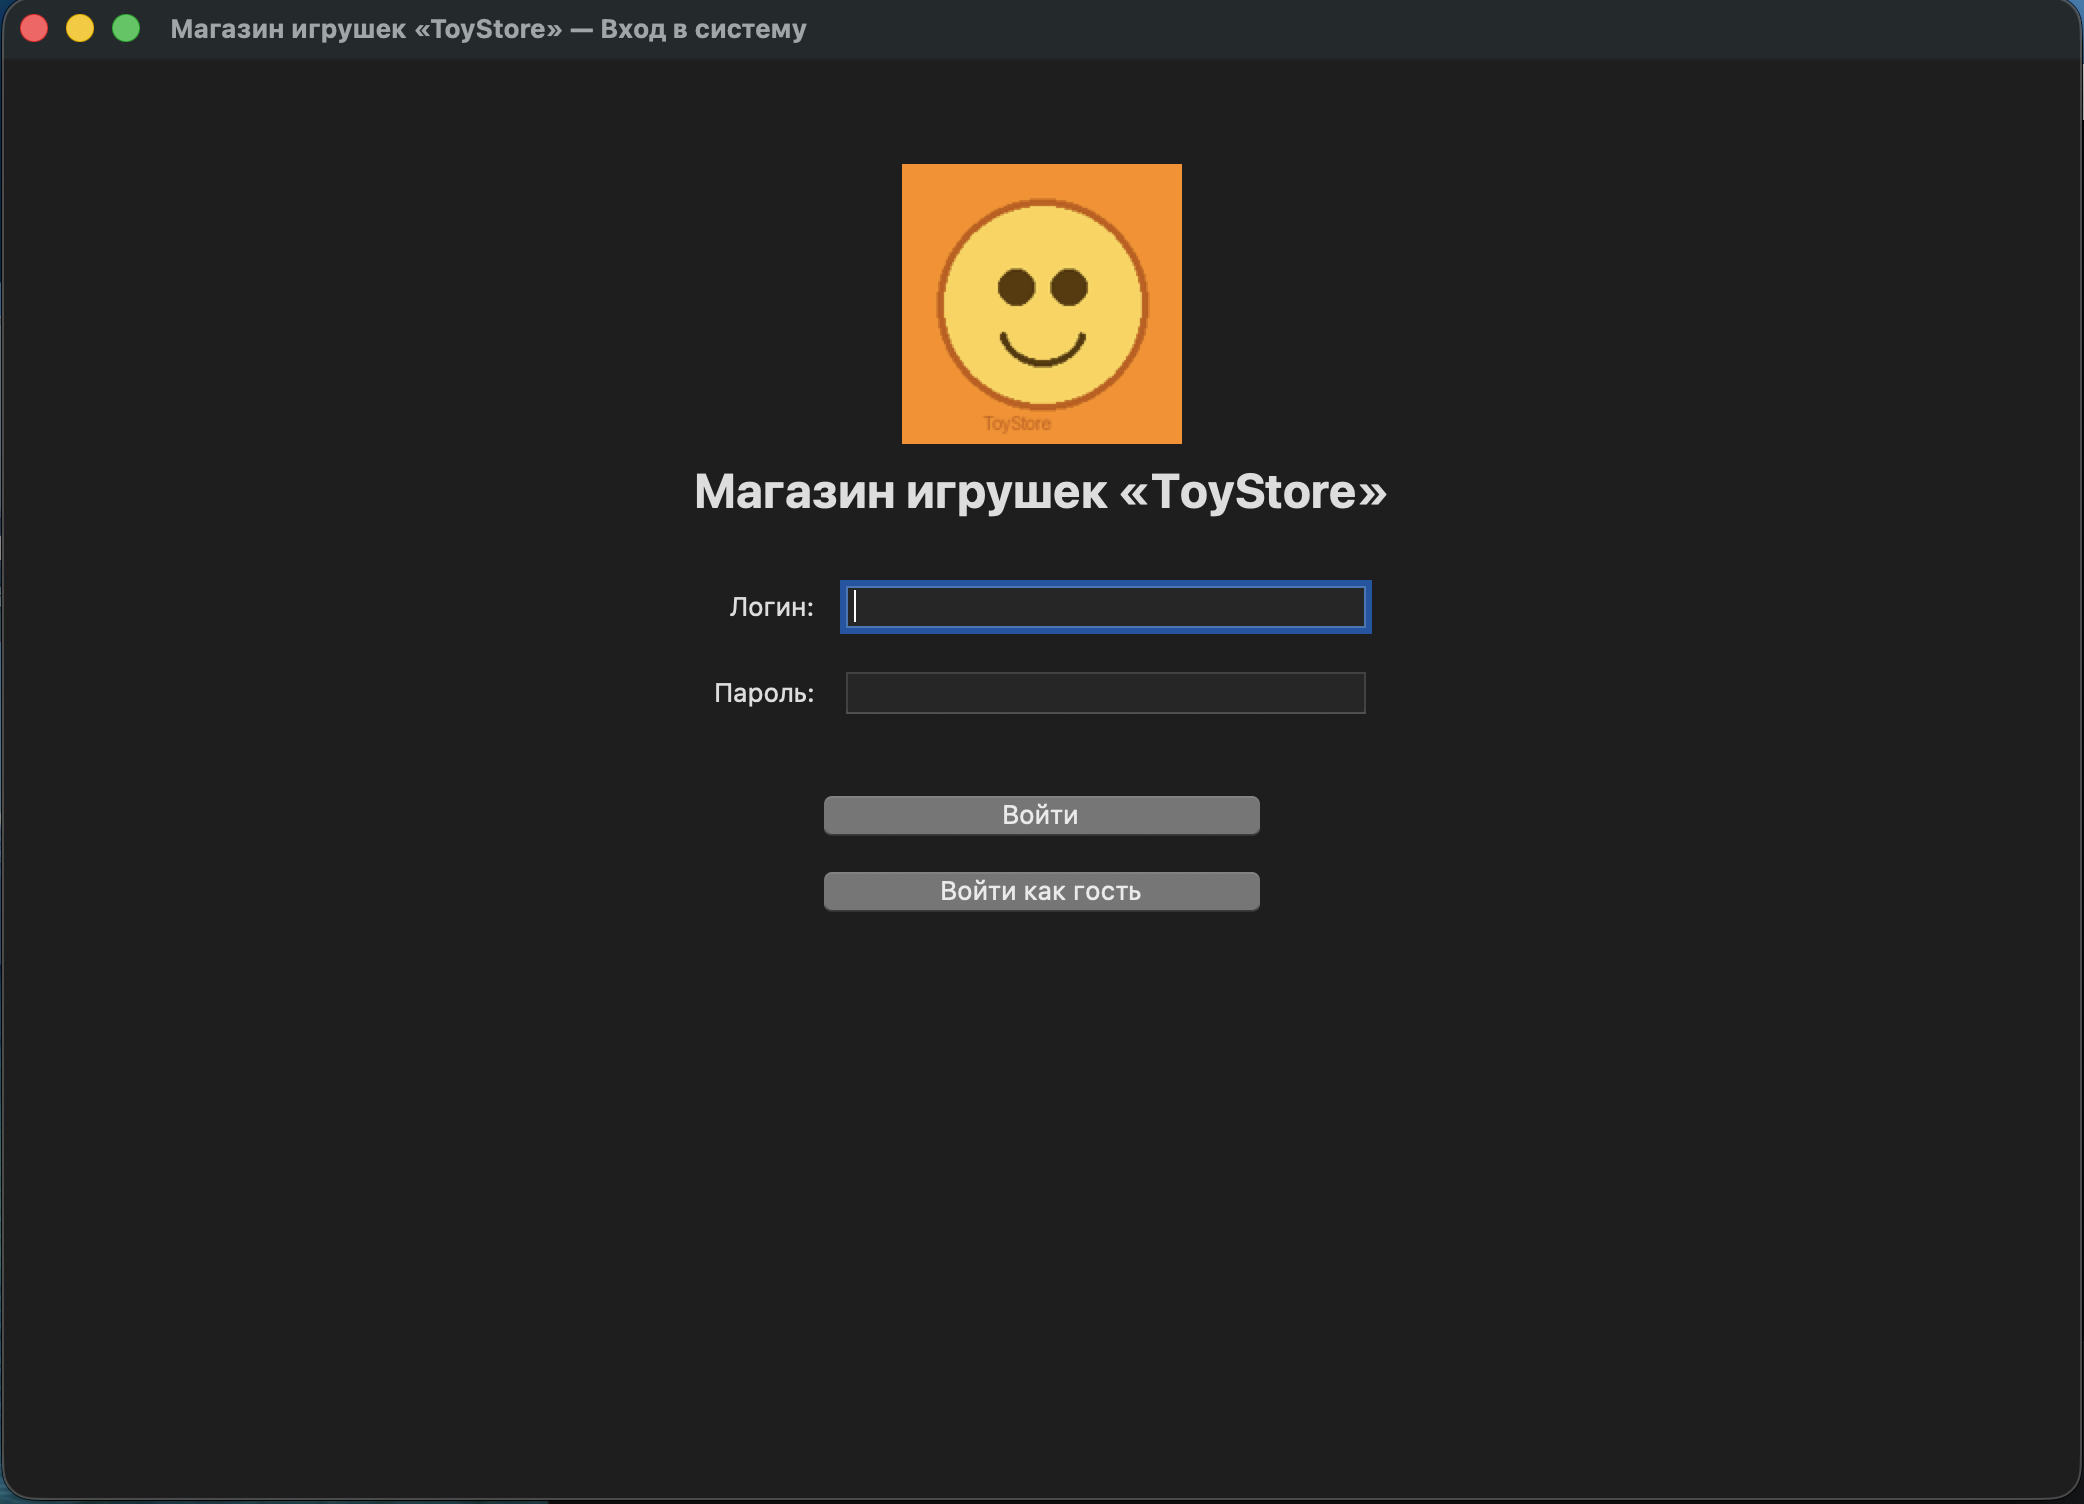 Магазин игрушек «ToyStore» — Вход в систему
ToyStore
Магазин игрушек «ToyStore»
Логин:
Пароль:
Войти
Войти как гость